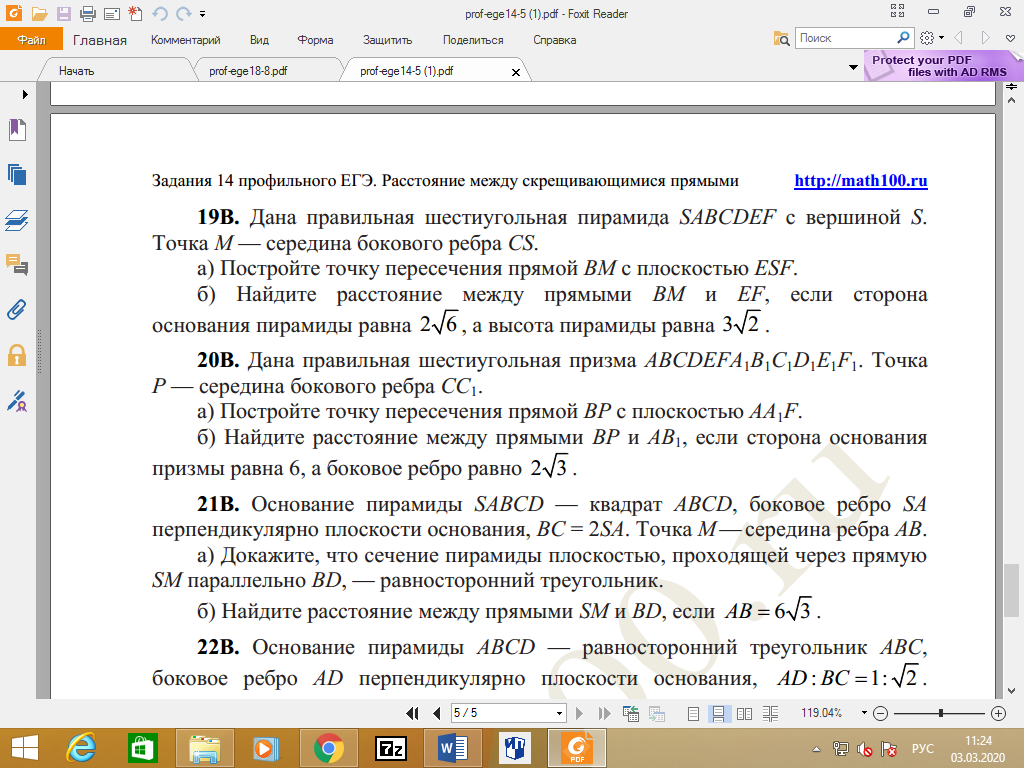 prof-ege14-5 (1).pdf - Foxit Reader
Файл Главная Комментарий Вид Форма Защитить Поделиться Справка Поиск
Начать prof-ege18-8.pdf prof-ege14-5 (1).pdf
Protect your PDF
files with AD RMS
Задания 14 профильного ЕГЭ. Расстояние между скрещивающимися прямыми http://math100.ru
19В. Дана правильная шестиугольная пирамида SABCDEF с вершиной S.
Точка M — середина бокового ребра CS.
а) Постройте точку пересечения прямой BM с плоскостью ESF.
б) Найдите расстояние между прямыми BM и EF, если сторона
основания пирамиды равна 2√6, а высота пирамиды равна 3√2.
20В. Дана правильная шестиугольная призма ABCDEFA₁B₁C₁D₁E₁F₁. Точка
P — середина бокового ребра CC₁.
а) Постройте точку пересечения прямой BP с плоскостью AA₁F.
б) Найдите расстояние между прямыми BP и AB₁, если сторона основания
призмы равна 6, а боковое ребро равно 2√3.
21В. Основание пирамиды SABCD — квадрат ABCD, боковое ребро SA
перпендикулярно плоскости основания, BC = 2SA. Точка M — середина ребра AB.
а) Докажите, что сечение пирамиды плоскостью, проходящей через прямую
SM параллельно BD, — равносторонний треугольник.
б) Найдите расстояние между прямыми SM и BD, если AB = 6√3.
22В. Основание пирамиды ABCD — равносторонний треугольник ABC,
боковое ребро AD перпендикулярно плоскости основания, AD : BC = 1 : √2.
5 / 5 119.04%
7z PDF РУС 11:24
03.03.2020